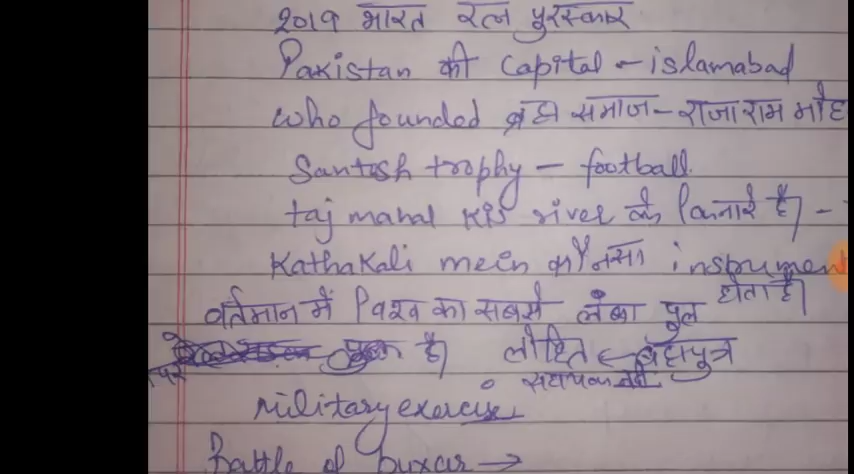 2019 भारत रत्न पुरस्कार
Pakistan की capital - islamabad
who founded ब्रह्म समाज - राजा राम मोह
Santosh trophy - football
taj mahal kis river के किनारे है -
Kathakali mein कौनसा instrument
होता है
वर्तमान में विश्व का सबसे लंबा पुल
है। लोहित ← ब्रह्मपुत्र
सहायक नदी
military exercise
Battle of buxar →